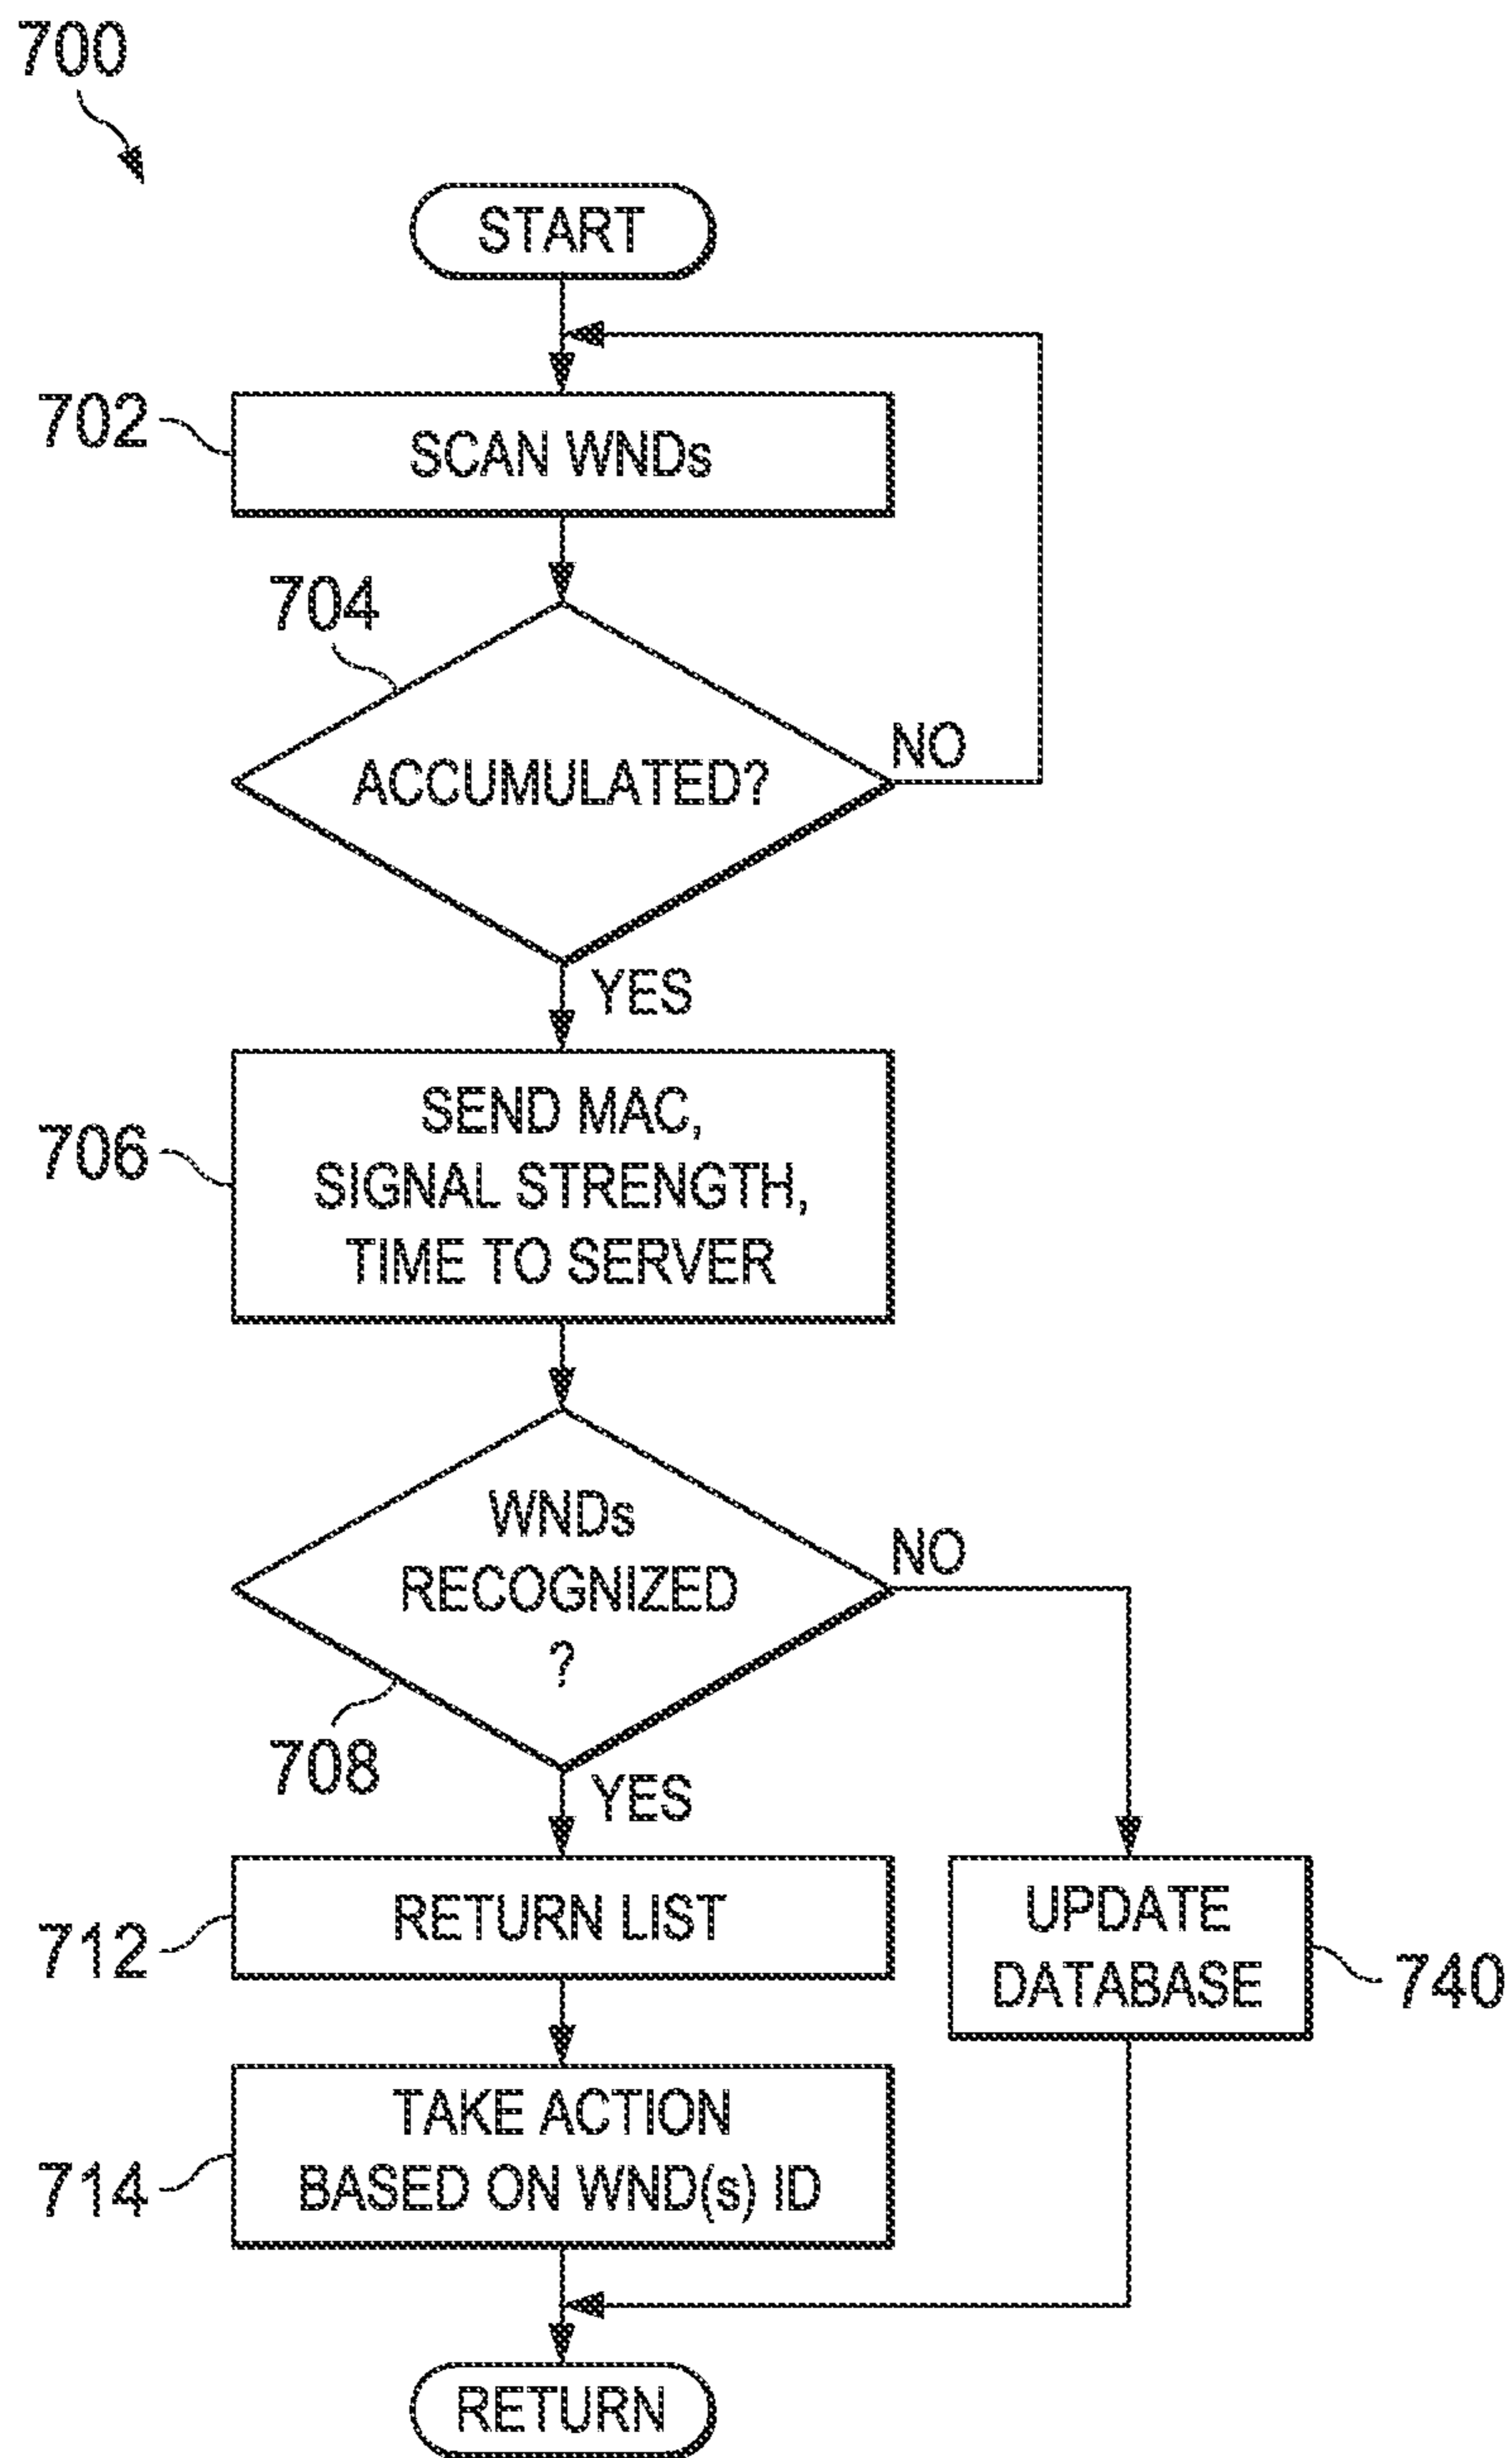 700
START
702
SCAN WNDs
704
ACCUMULATED?
NO
YES
706
SEND MAC,
SIGNAL STRENGTH,
TIME TO SERVER
WNDs
RECOGNIZED
?
NO
708
YES
712
RETURN LIST
UPDATE
DATABASE
740
714
TAKE ACTION
BASED ON WND(s) ID
RETURN